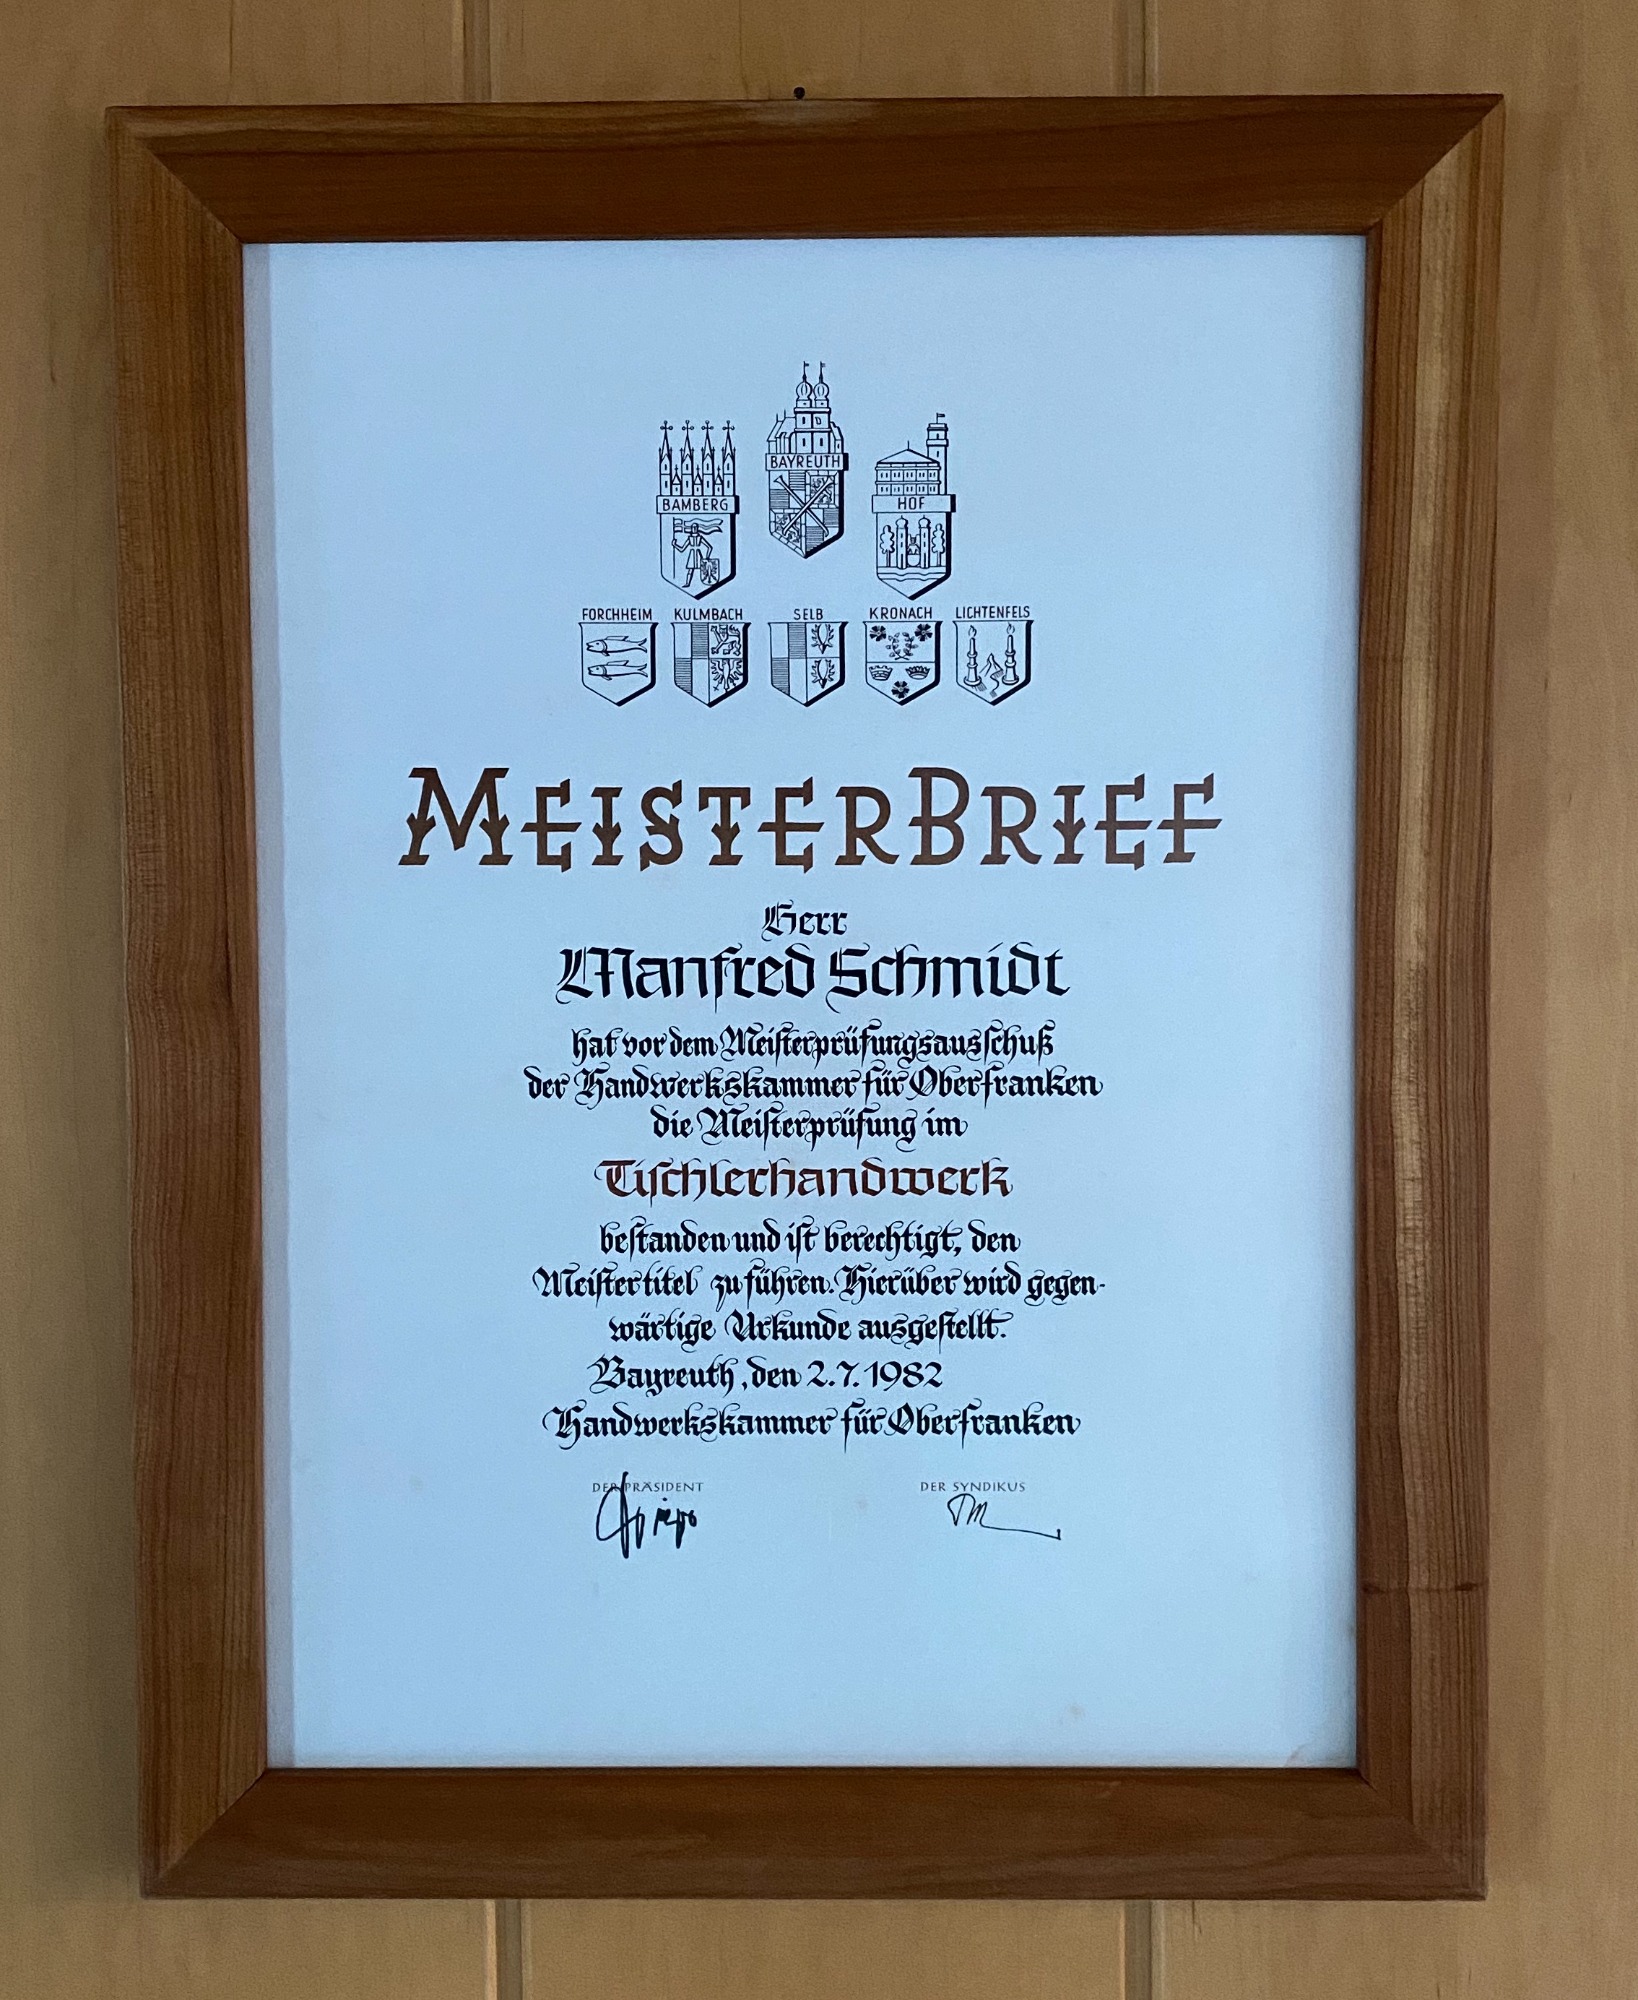 BAYREUTH
BAMBERG HOF
FORCHHEIM KULMBACH SELB KRONACH LICHTENFELS
MEISTERBRIEF
Herr
Manfred Schmidt
hat vor dem Meisterprüfungsausschuß
der Handwerkskammer für Oberfranken
die Meisterprüfung im
Tischlerhandwerk
bestanden und ist berechtigt, den
Meistertitel zu führen. Hierüber wird gegen-
wärtige Urkunde ausgestellt.
Bayreuth, den 2.7.1982
Handwerkskammer für Oberfranken
DER PRÄSIDENT DER SYNDIKUS